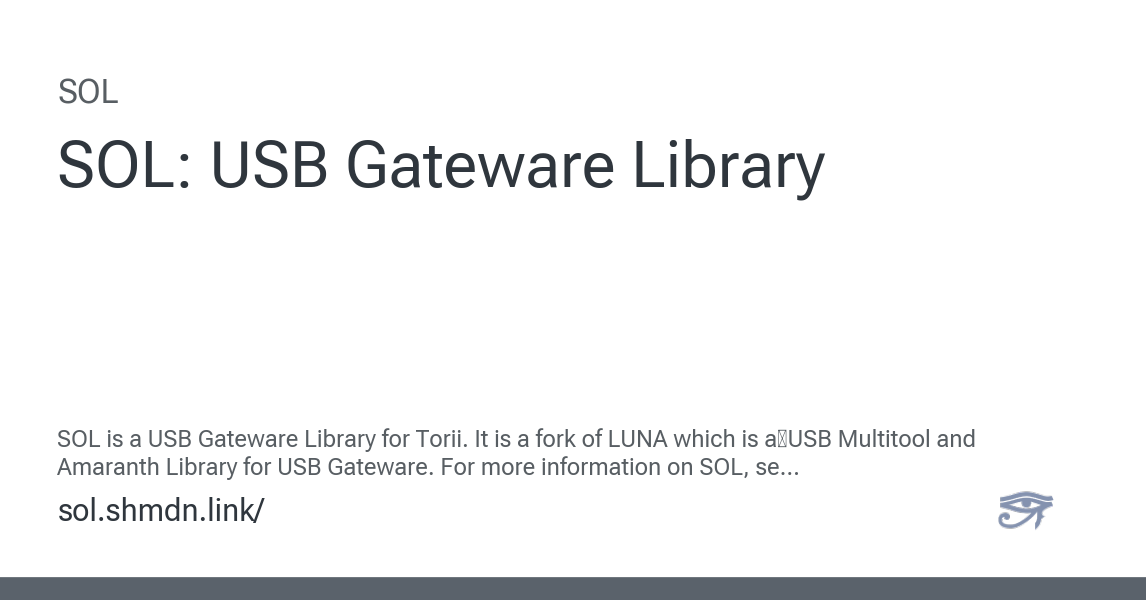 SOL
SOL: USB Gateware Library
SOL is a USB Gateware Library for Torii. It is a fork of LUNA which is a USB Multitool and
Amaranth Library for USB Gateware. For more information on SOL, se...
sol.shmdn.link/